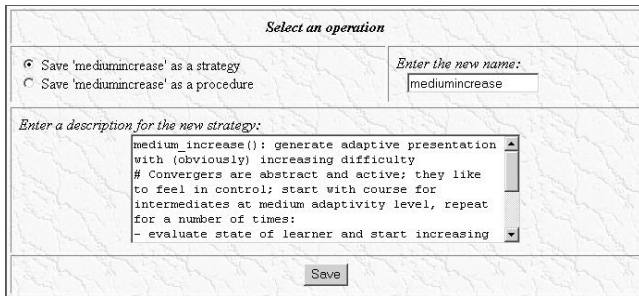 Select an operation
Save 'mediumincrease' as a strategy
Save 'mediumincrease' as a procedure
Enter the new name:
mediumincrease
Enter a description for the new strategy:
medium_increase(): generate adaptive presentation
with (obviously) increasing difficulty
# Convergers are abstract and active; they like
to feel in control; start with course for
intermediates at medium adaptivity level, repeat
for a number of times:
- evaluate state of learner and start increasing
Save